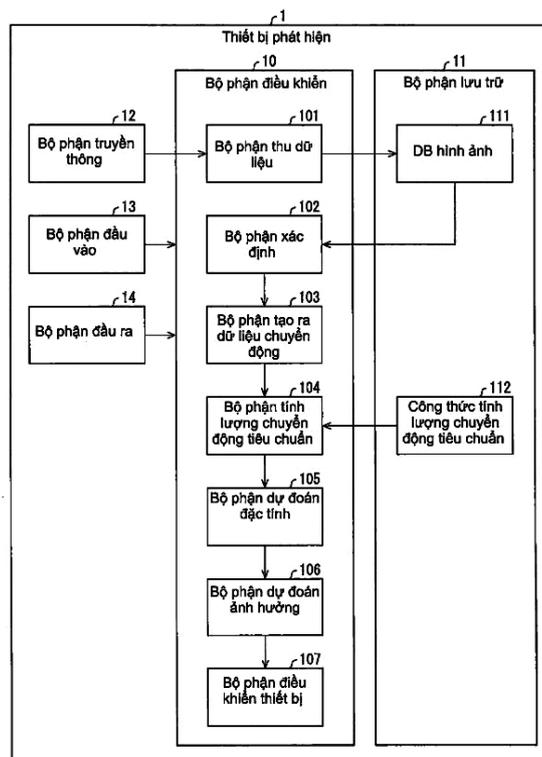 1
Thiết bị phát hiện
10
Bộ phận điều khiển
11
Bộ phận lưu trữ
12
Bộ phận truyền
thông
101
Bộ phận thu dữ
liệu
111
DB hình ảnh
13
Bộ phận đầu
vào
102
Bộ phận xác
định
14
Bộ phận đầu ra
103
Bộ phận tạo ra
dữ liệu chuyển
động
104
Bộ phận tính
lượng chuyển
động tiêu chuẩn
112
Công thức tính
lượng chuyển
động tiêu chuẩn
105
Bộ phận dự đoán
đặc tính
106
Bộ phận dự đoán
ảnh hưởng
107
Bộ phận điều
khiển thiết bị